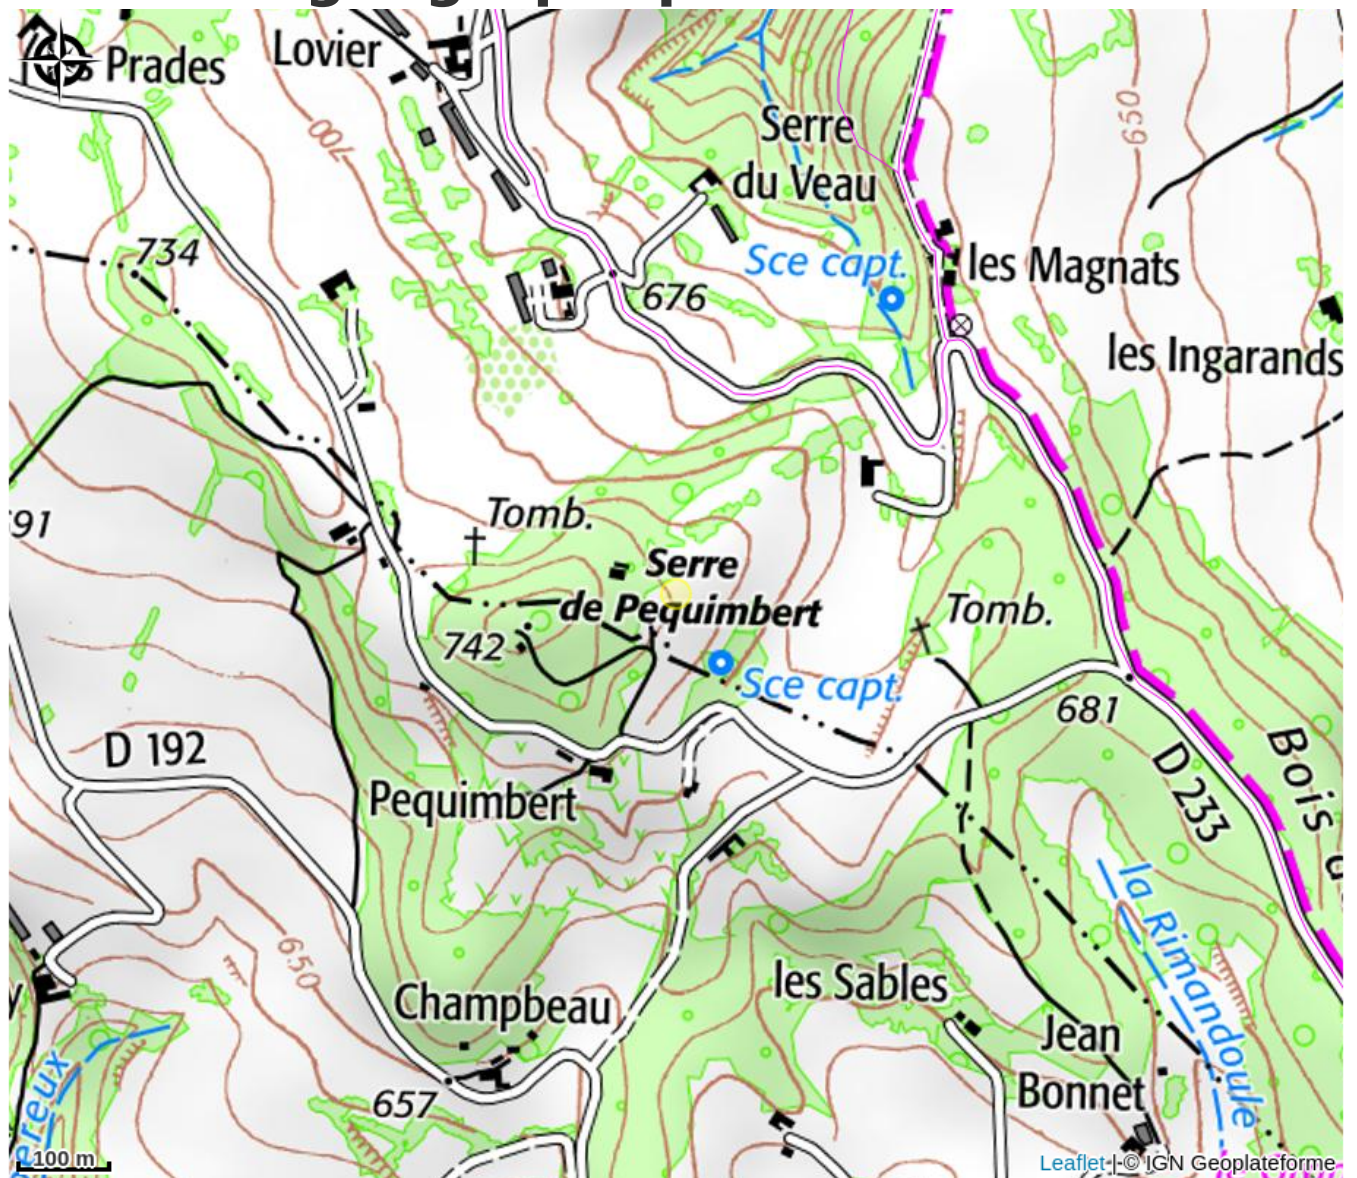 Prades
Lovier
700
650
Serre
du Veau
734
Sce capt.
les Magnats
676
les Ingarands
91
Tomb.
Serre
de Pequimbert
Tomb.
742
Sce capt.
681
D 192
Pequimbert
D 233
Bois
la Rimandoule
650
les Sables
Champbeau
Jean
Bonnet
657
ereux
y
100 m
Leaflet | © IGN Geoplateforme